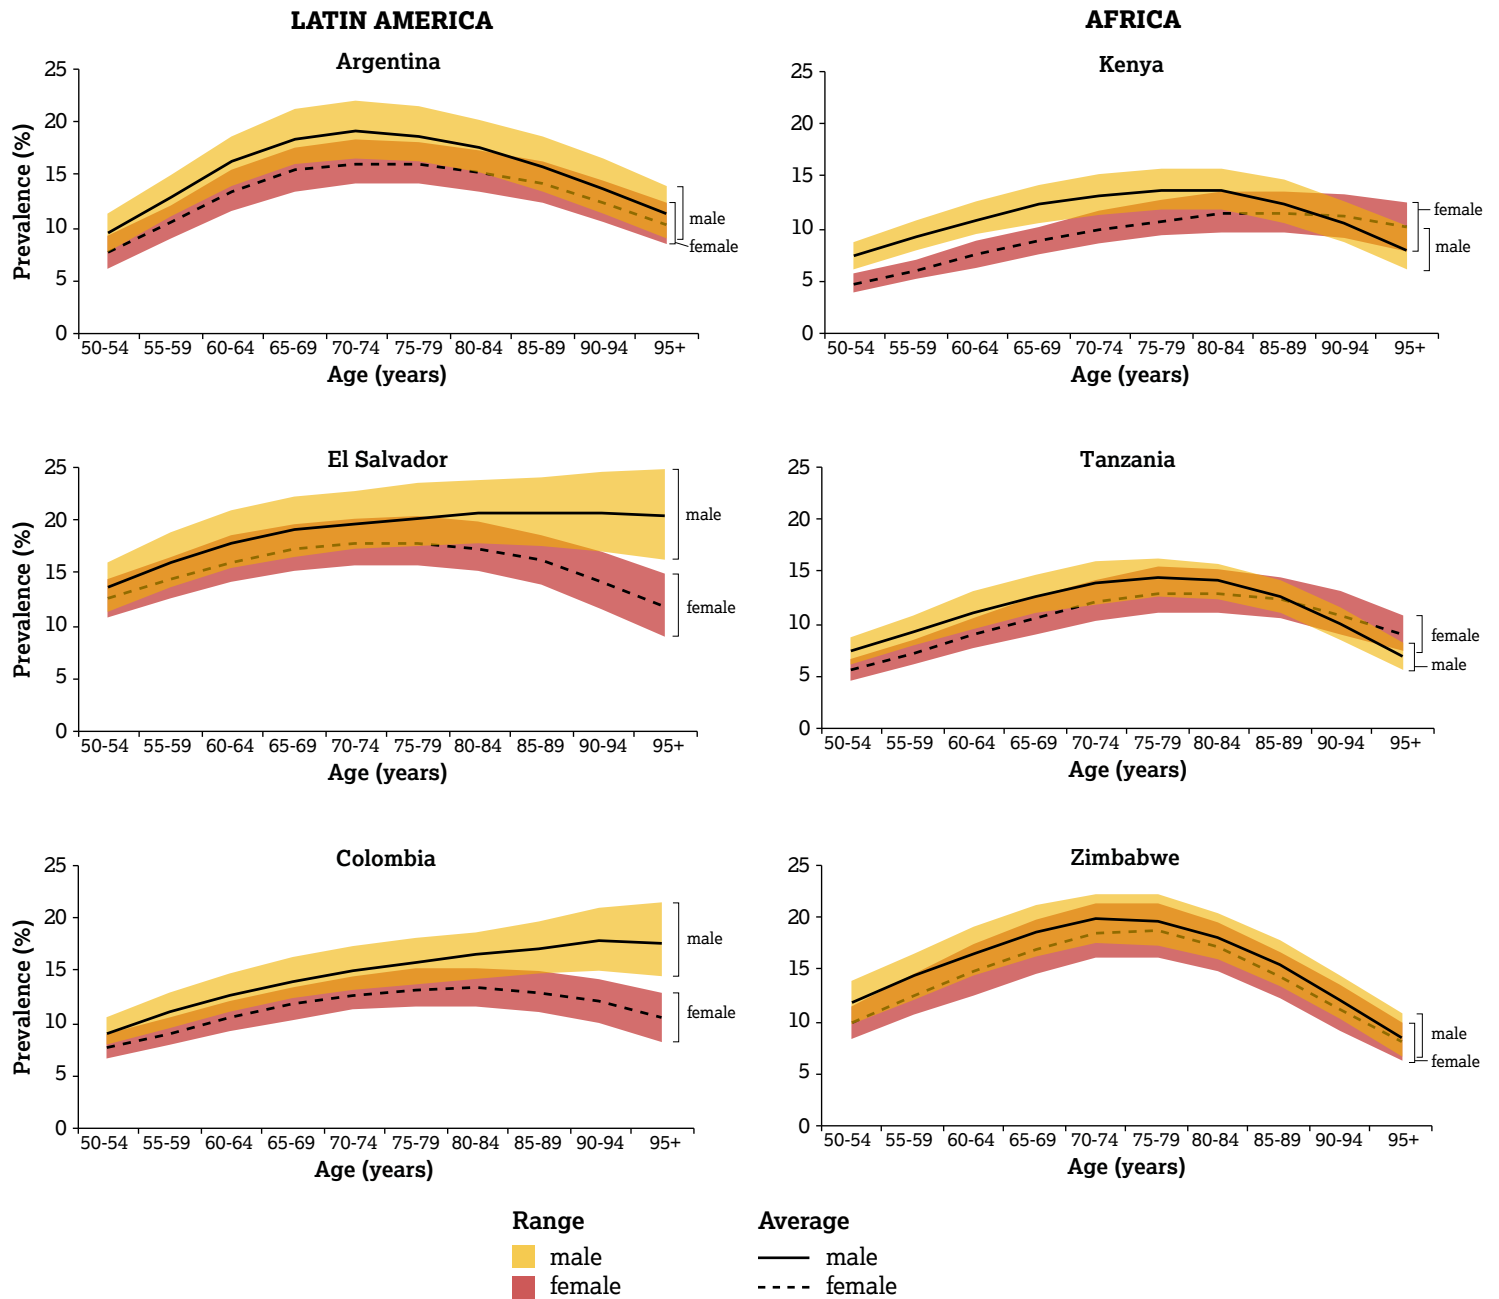 LATIN AMERICA
Argentina
Prevalence (%)
25
20
15
10
5
0
male
female
50-54 55-59 60-64 65-69 70-74 75-79 80-84 85-89 90-94 95+
Age (years)
AFRICA
Kenya
25
20
15
10
5
0
female
male
50-54 55-59 60-64 65-69 70-74 75-79 80-84 85-89 90-94 95+
Age (years)
El Salvador
Prevalence (%)
25
20
15
10
5
0
male
female
50-54 55-59 60-64 65-69 70-74 75-79 80-84 85-89 90-94 95+
Age (years)
Tanzania
25
20
15
10
5
0
female
male
50-54 55-59 60-64 65-69 70-74 75-79 80-84 85-89 90-94 95+
Age (years)
Colombia
Prevalence (%)
25
20
15
10
5
0
male
female
50-54 55-59 60-64 65-69 70-74 75-79 80-84 85-89 90-94 95+
Age (years)
Zimbabwe
25
20
15
10
5
0
male
female
50-54 55-59 60-64 65-69 70-74 75-79 80-84 85-89 90-94 95+
Age (years)
Range
male
female
Average
male
female